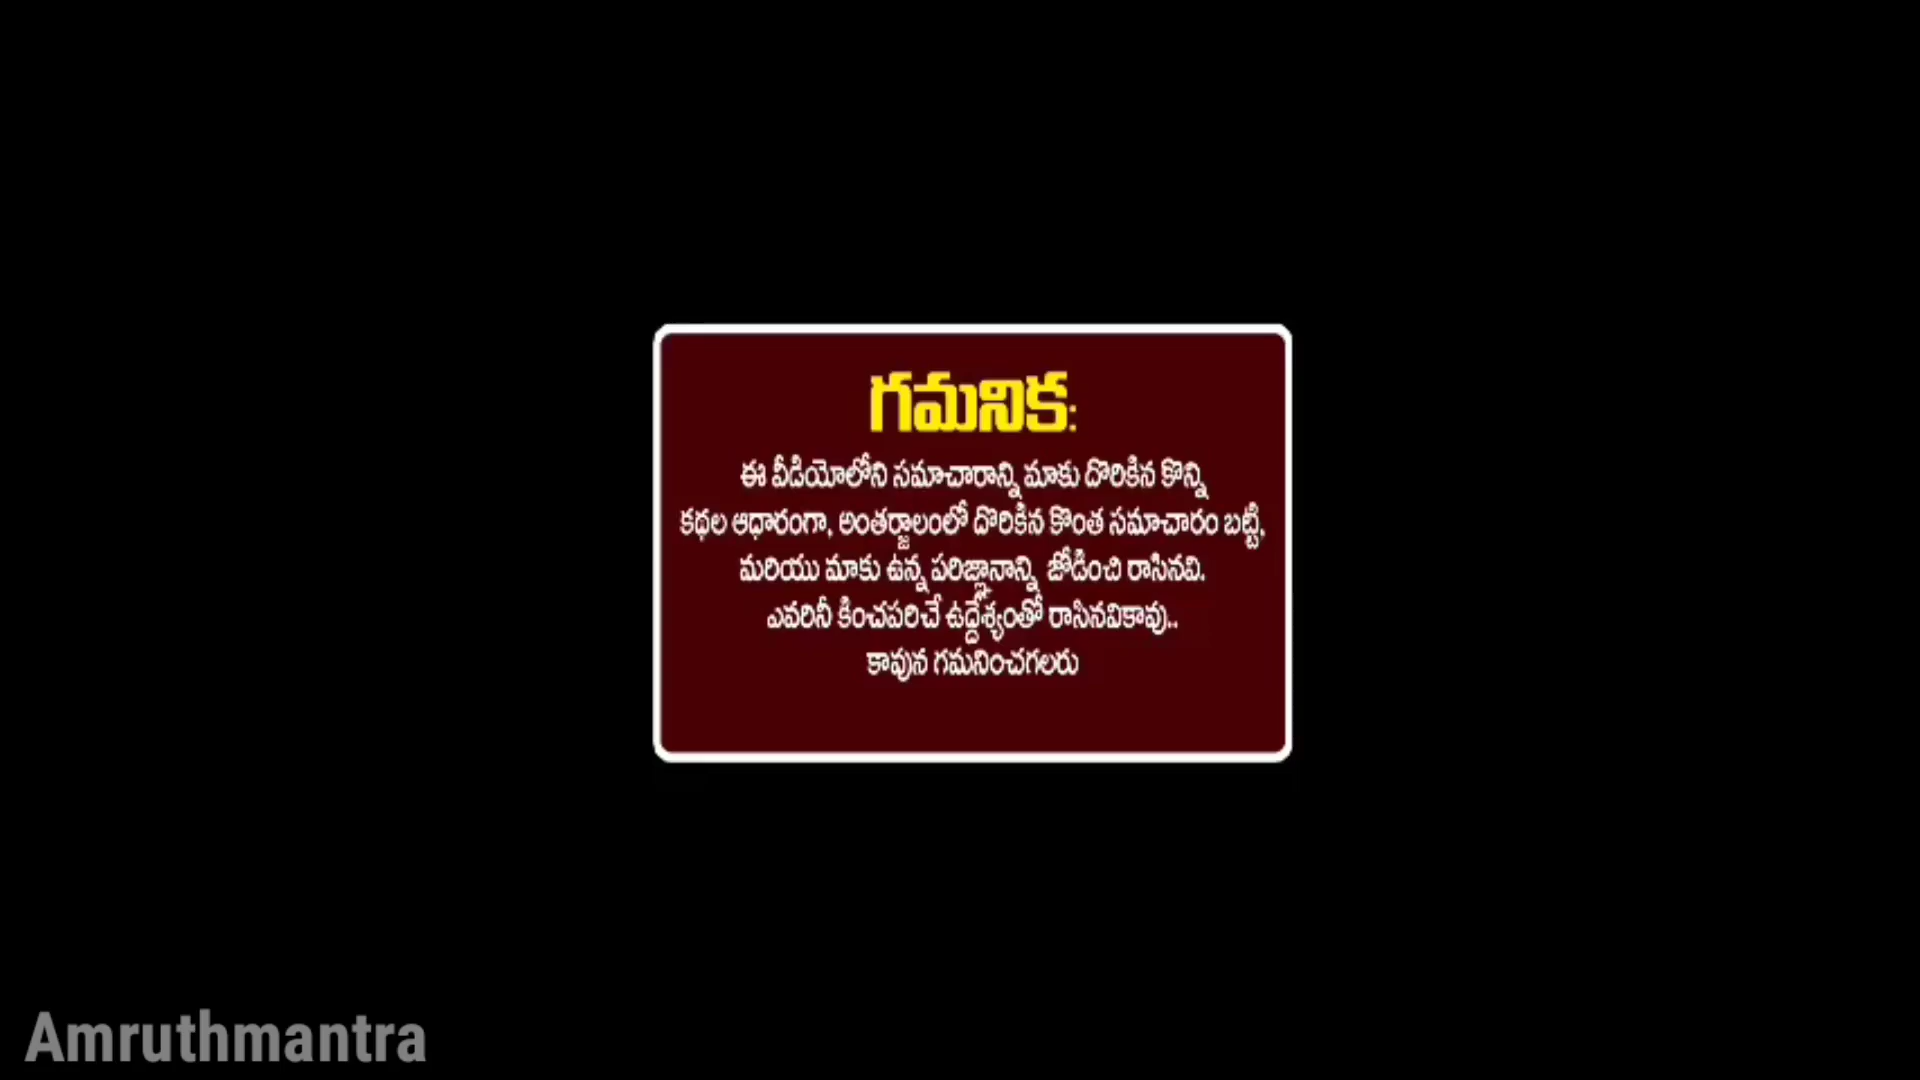 గమనిక:
ఈ వీడియోలోని సమాచారాన్ని మాకు దొరికిన కొన్ని
కథల ఆధారంగా, అంతర్జాలంలో దొరికిన కొంత సమాచారం బట్టి,
మరియు మాకు ఉన్న పరిజ్ఞానాన్ని జోడించి రాసినవి.
ఎవరినీ కించపరిచే ఉద్దేశ్యంతో రాసినవికావు..
కావున గమనించగలరు
Amruthmantra